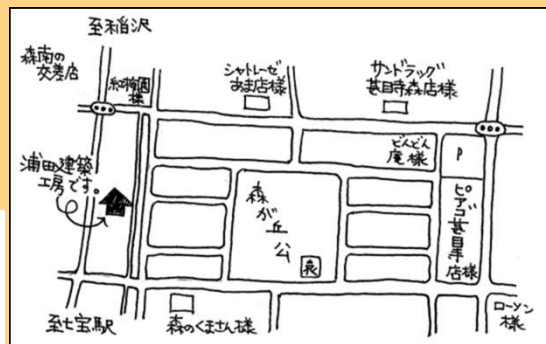 至稲沢
森南の
交差店
和楠園
様
シャトレーゼ
あま店様
サンドラッグ
甚目寺森店様
どんどん
庵様
P
浦田建築
工房です。
森が丘公
ピアゴ甚目寺店様
至七宝駅
森のくまさん様
ローソン
様